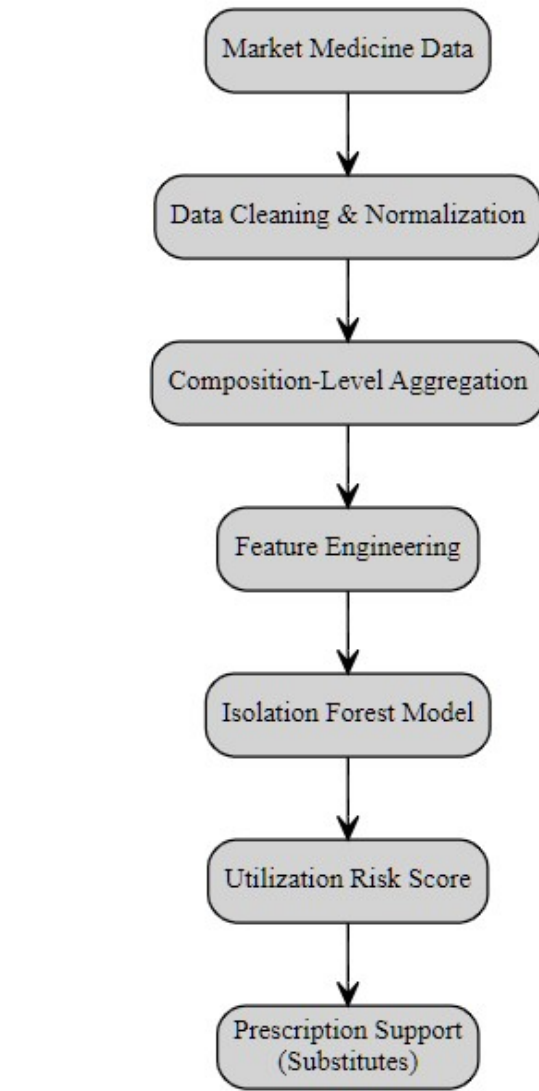 Market Medicine Data
Data Cleaning & Normalization
Composition-Level Aggregation
Feature Engineering
Isolation Forest Model
Utilization Risk Score
Prescription Support
(Substitutes)